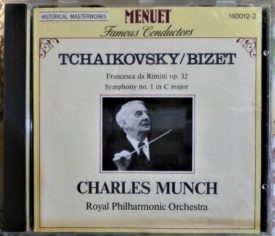 HISTORICAL MASTERWORKS
MENUET
160012-2
Famous Conductors
TCHAIKOVSKY/BIZET
Francesca da Rimini op. 32
Symphony no. 1 in C major
CHARLES MUNCH
Royal Philharmonic Orchestra